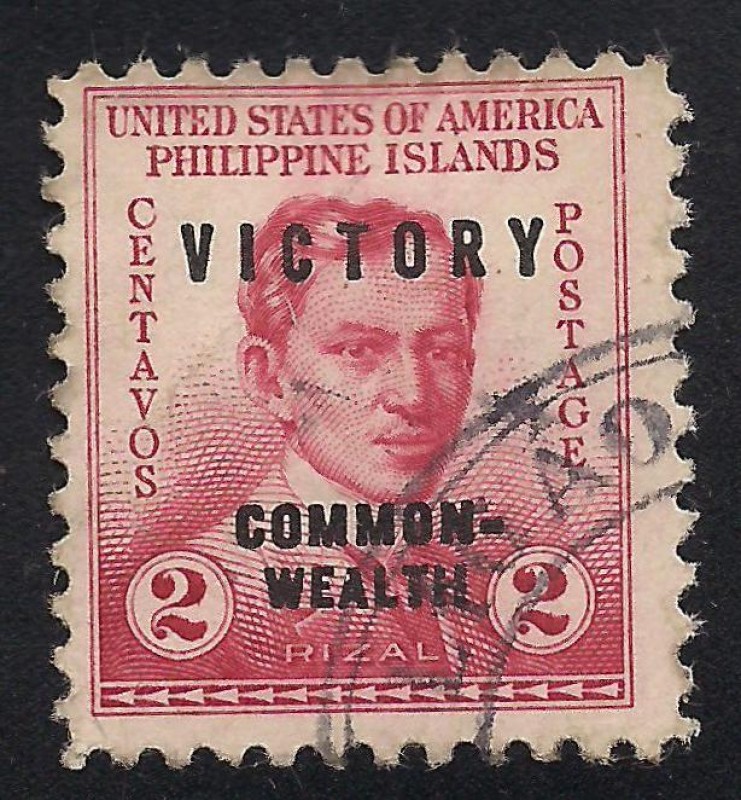 UNITED STATES OF AMERICA
PHILIPPINE ISLANDS
CENTAVOS
VICTORY
POSTAGE
COMMON-
WEALTH
2
2
RIZAL